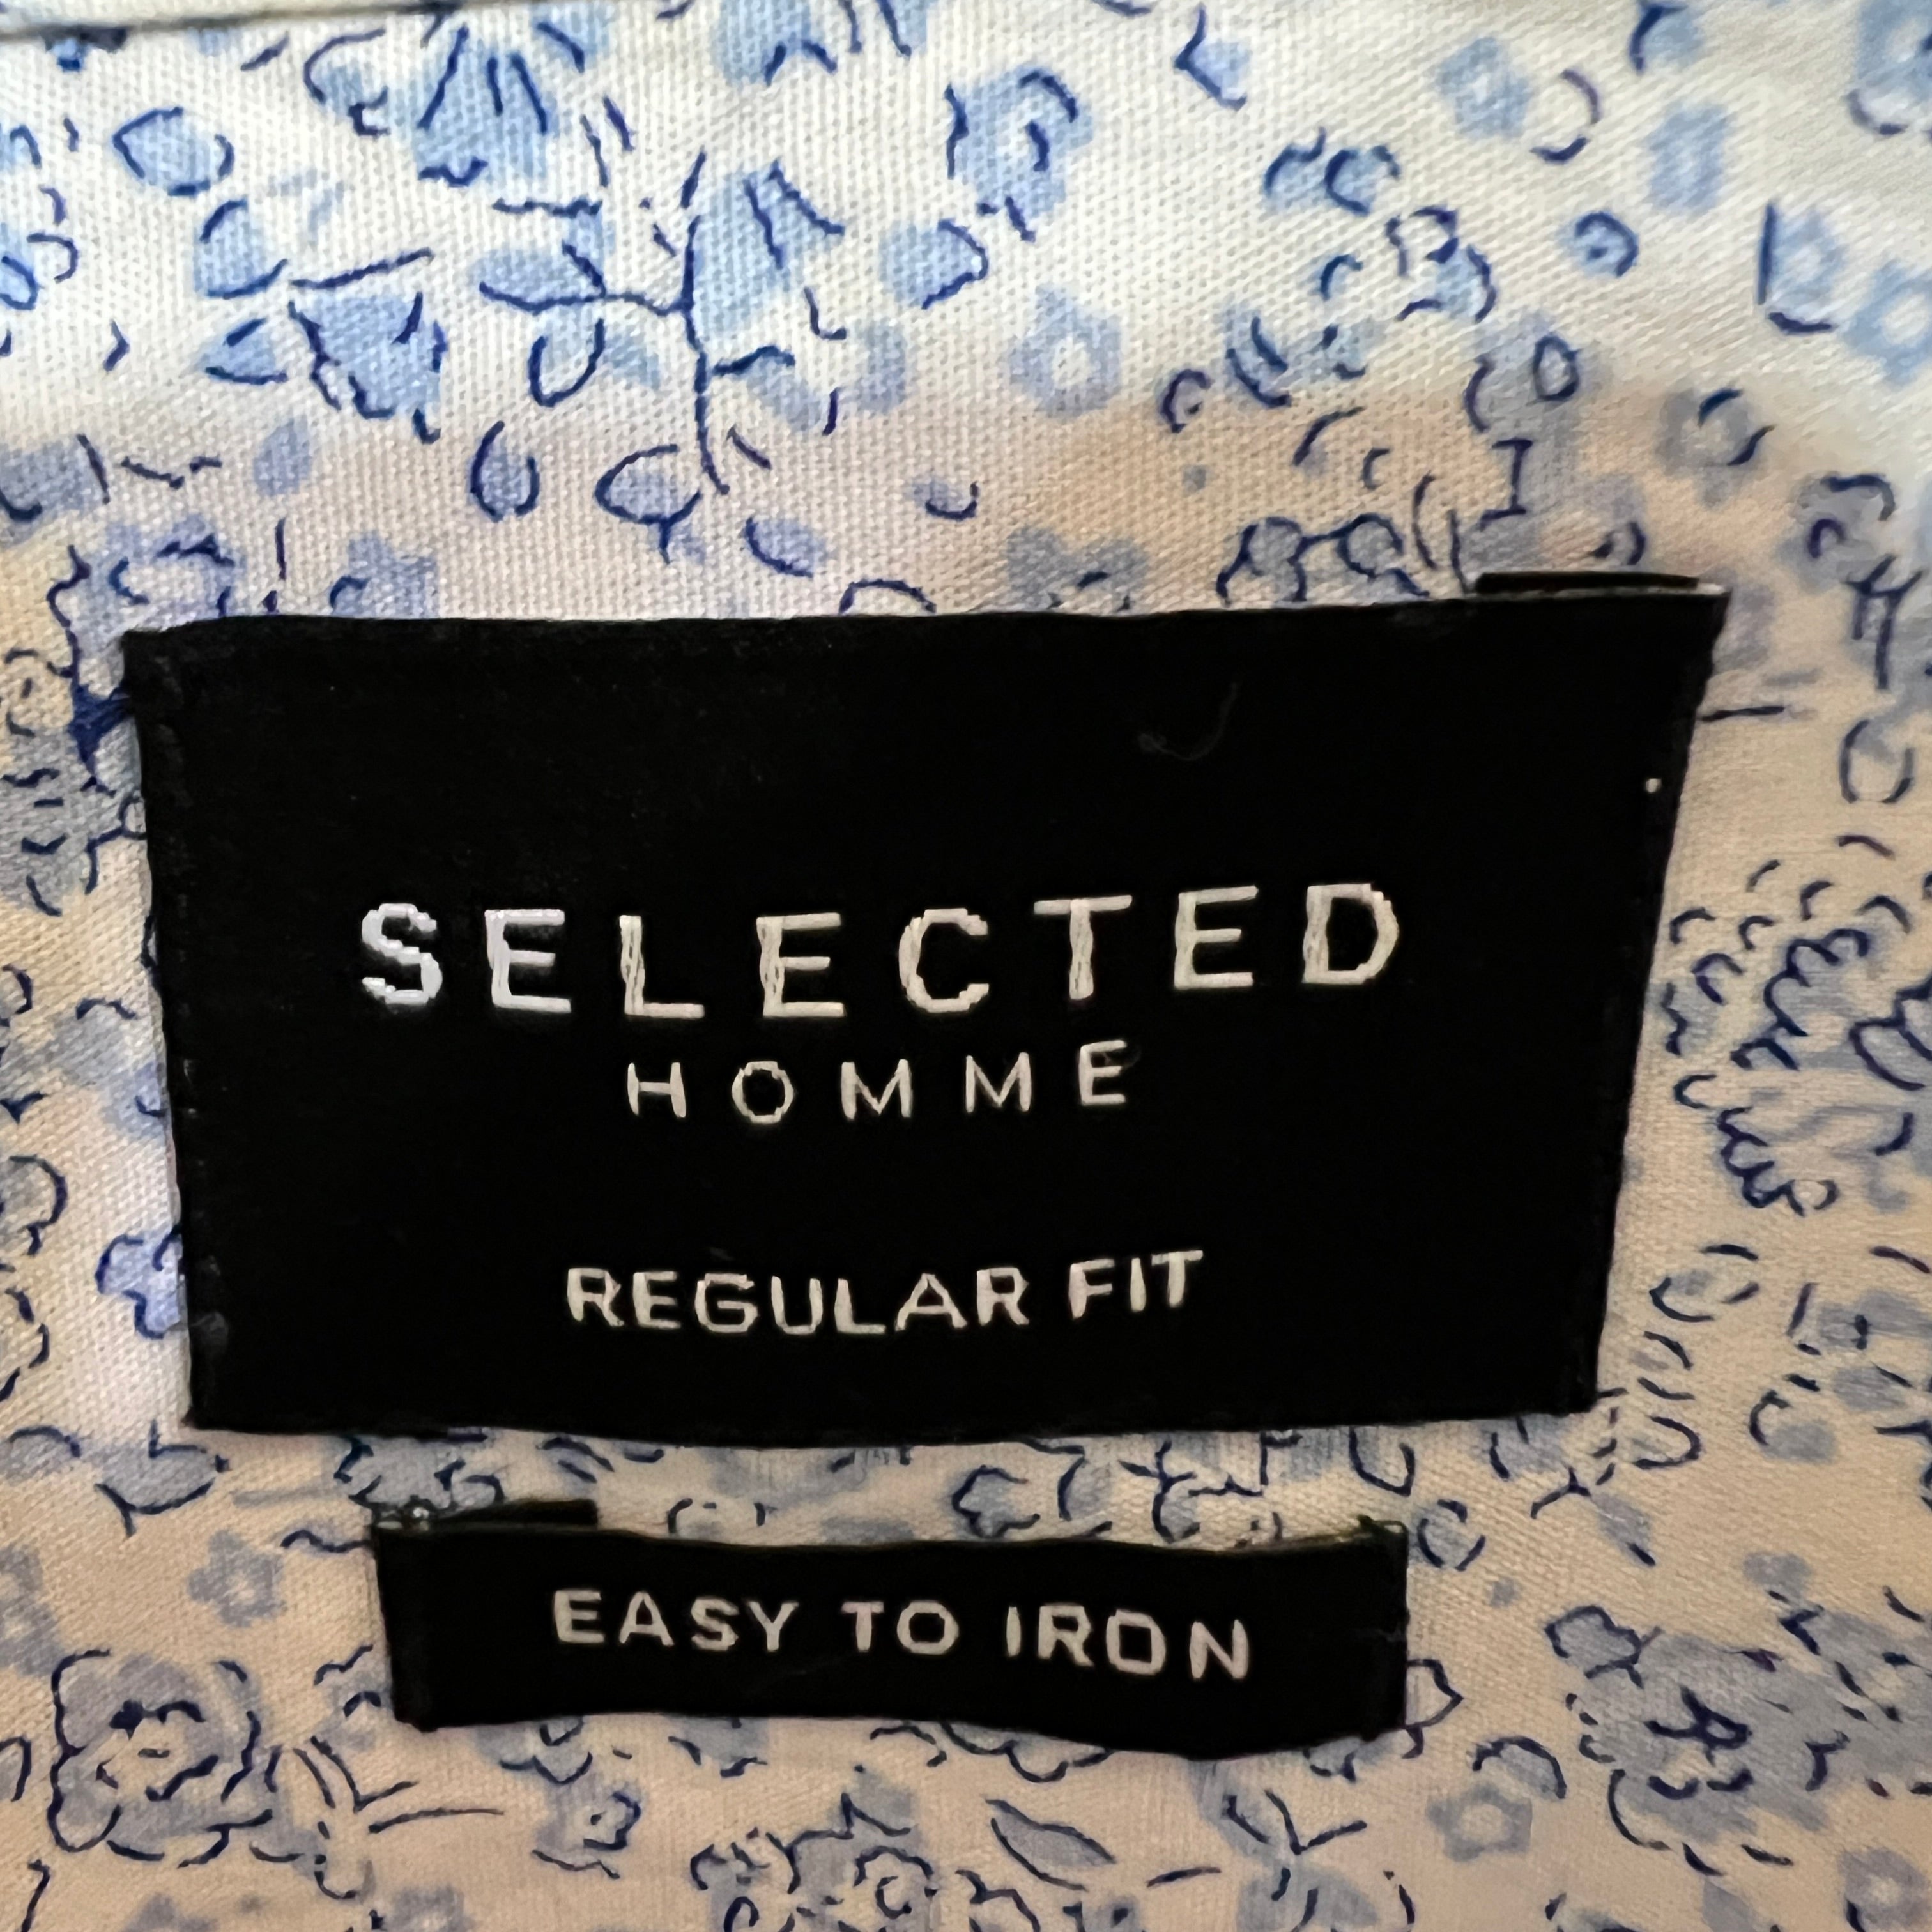 SELECTED
HOMME
REGULAR FIT
EASY TO IRON